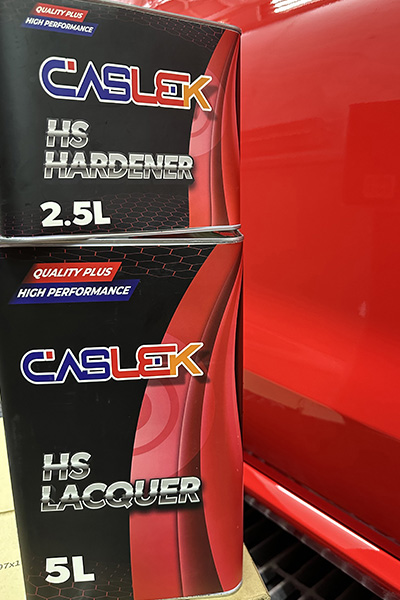 QUALITY PLUS
HIGH PERFORMANCE
CASLEK
HS
HARDENER
2.5L
QUALITY PLUS
HIGH PERFORMANCE
CASLEK
HS
LACQUER
5L